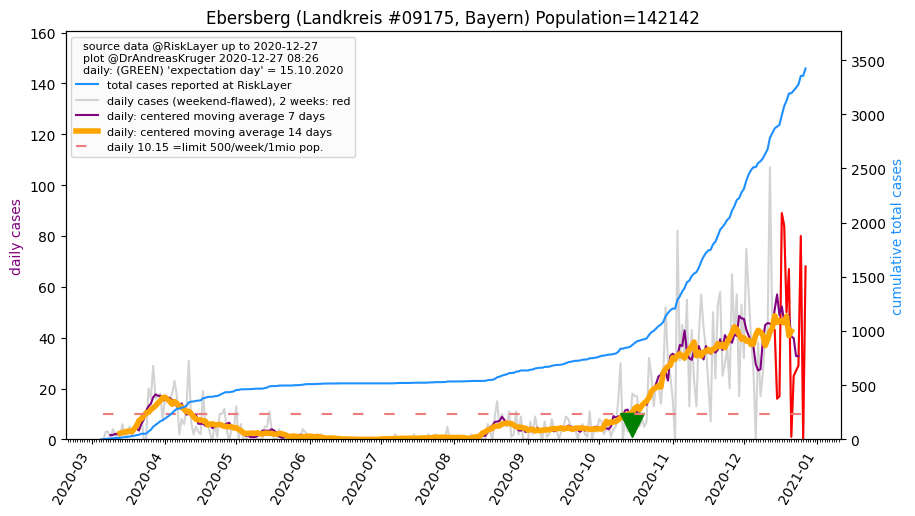 Ebersberg (Landkreis #09175, Bayern) Population=142142
source data @RiskLayer up to 2020-12-27
plot @DrAndreasKruger 2020-12-27 08:26
daily: (GREEN) 'expectation day' = 15.10.2020
total cases reported at RiskLayer
daily cases (weekend-flawed), 2 weeks: red
daily: centered moving average 7 days
daily: centered moving average 14 days
daily 10.15 =limit 500/week/1mio pop.
daily cases
160
140
120
100
80
60
40
20
0
cumulative total cases
3500
3000
2500
2000
1500
1000
500
0
2020-03
2020-04
2020-05
2020-06
2020-07
2020-08
2020-09
2020-10
2020-11
2020-12
2021-01